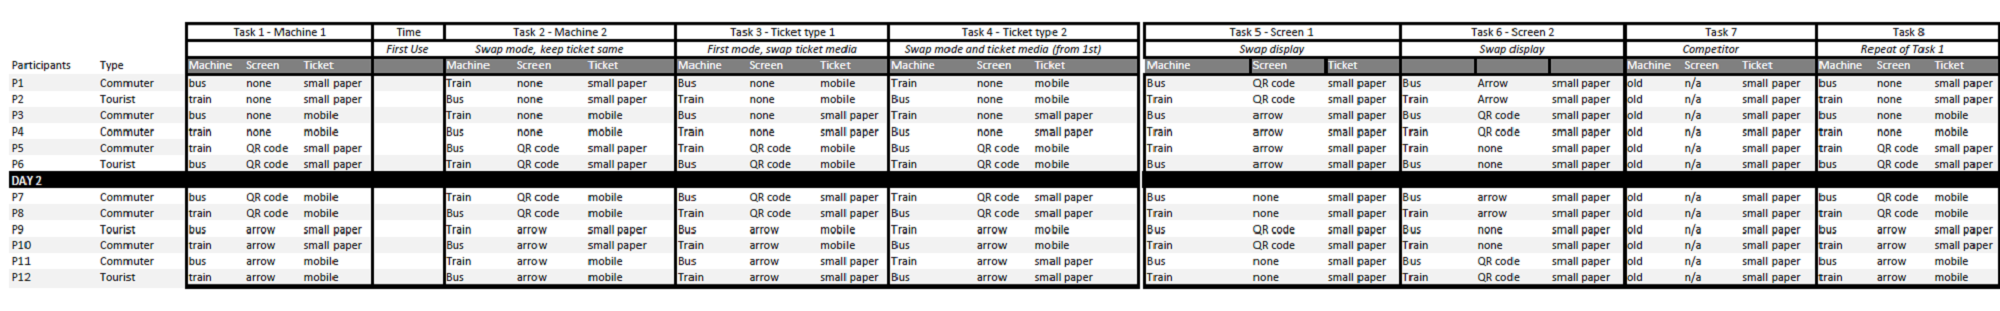 Task 1 - Machine 1 Time Task 2 - Machine 2 Task 3 - Ticket type 1 Task 4 - Ticket type 2 Task 5 - Screen 1 Task 6 - Screen 2 Task 7 Task 8
First Use Swap mode, keep ticket same First mode, swap ticket media Swap mode and ticket media (from 1st) Swap display Swap display Competitor Repeat of Task 1
Participants Type Machine Screen Ticket Machine Screen Ticket Machine Screen Ticket Machine Screen Ticket Machine Screen Ticket Machine Screen Ticket Machine Screen Ticket
P1 Commuter bus none small paper Train none small paper Bus none mobile Train none mobile Bus QR code small paper Bus Arrow small paper old n/a small paper bus none small paper
P2 Tourist train none small paper Bus none small paper Train none mobile Bus none mobile Train QR code small paper Train Arrow small paper old n/a small paper train none small paper
P3 Commuter bus none mobile Train none mobile Bus none small paper Train none small paper Bus arrow small paper Bus QR code small paper old n/a small paper bus none mobile
P4 Commuter train none mobile Bus none mobile Train none small paper Bus none small paper Train arrow small paper Train QR code small paper old n/a small paper train none mobile
P5 Commuter train QR code small paper Bus QR code small paper Train QR code mobile Bus QR code mobile Train arrow small paper Train none small paper old n/a small paper train QR code small paper
P6 Tourist bus QR code small paper Train QR code small paper Bus QR code mobile Train QR code mobile Bus arrow small paper Bus none small paper old n/a small paper bus QR code small paper
DAY 2
P7 Commuter bus QR code mobile Train QR code mobile Bus QR code small paper Train QR code small paper Bus none small paper Bus arrow small paper old n/a small paper bus QR code mobile
P8 Commuter train QR code mobile Bus QR code mobile Train QR code small paper Bus QR code small paper Train none small paper Train arrow small paper old n/a small paper train QR code mobile
P9 Tourist bus arrow small paper Train arrow small paper Bus arrow mobile Train arrow mobile Bus QR code small paper Bus none small paper old n/a small paper bus arrow small paper
P10 Commuter train arrow small paper Bus arrow small paper Train arrow mobile Bus arrow mobile Train QR code small paper Train none small paper old n/a small paper train arrow small paper
P11 Commuter bus arrow mobile Train arrow mobile Bus arrow small paper Train arrow small paper Bus none small paper Bus QR code small paper old n/a small paper bus arrow mobile
P12 Tourist train arrow mobile Bus arrow mobile Train arrow small paper Bus arrow small paper Train none small paper Train QR code small paper old n/a small paper train arrow mobile